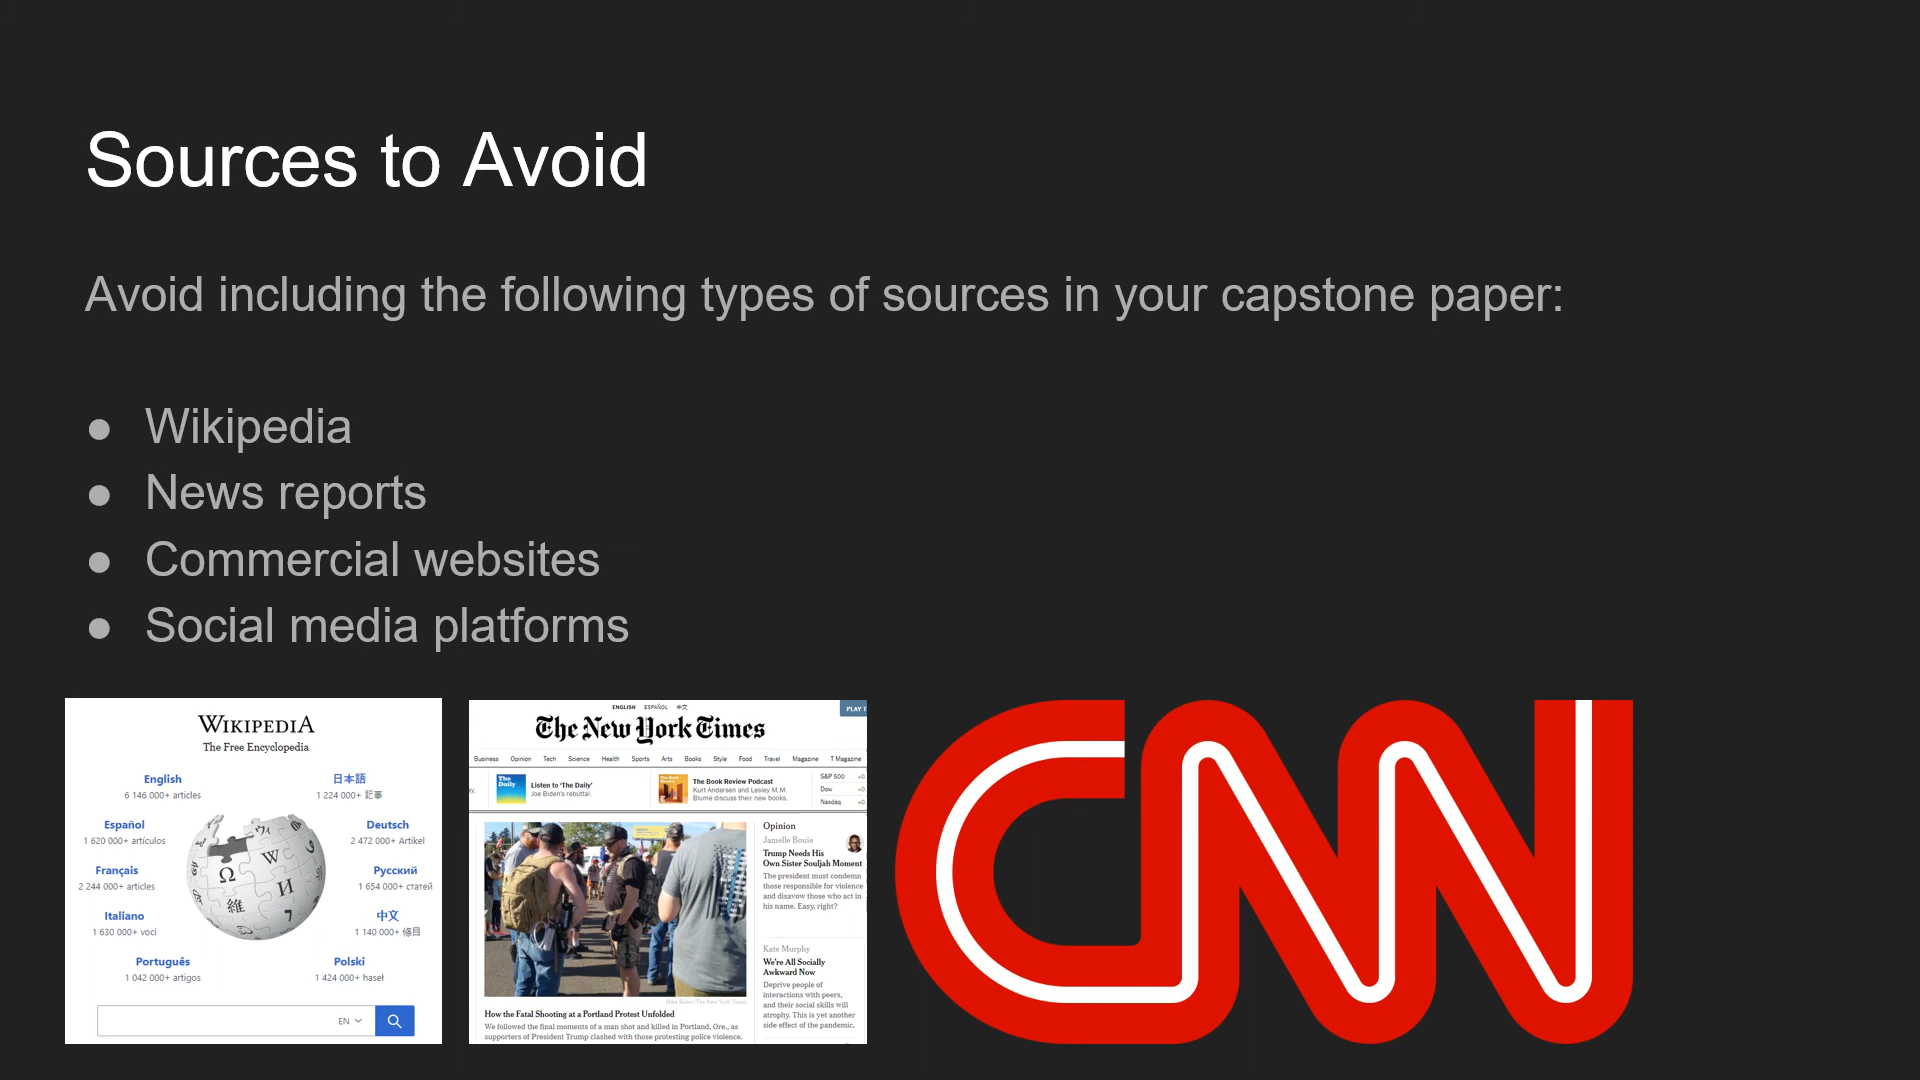 Sources to Avoid
Avoid including the following types of sources in your capstone paper:
● Wikipedia
● News reports
● Commercial websites
● Social media platforms
WIKIPEDIA
The Free Encyclopedia
English
6 146 000+ articles
日本語
1 224 000+ 記事
Español
1 620 000+ artículos
Deutsch
2 472 000+ Artikel
Français
2 244 000+ articles
Русский
1 654 000+ статей
Italiano
1 630 000+ voci
中文
1 140 000+ 條目
Português
1 042 000+ artigos
Polski
1 424 000+ haseł
EN
ENGLISH ESPAÑOL 中文
PLAY T
The New York Times
Business Opinion Tech Science Health Sports Arts Books Style Food Travel Magazine T Magazine
The Daily
Listen to 'The Daily'
Joe Biden's rebuttal.
The Book Review Podcast
Kurt Andersen and Lesley M.M.
Blume discuss their new books.
S&P 500 +0
Dow +0
Nasdaq +0
Mike Baker/The New York Times
How the Fatal Shooting at a Portland Protest Unfolded
We followed the final moments of a man shot and killed in Portland, Ore., as
supporters of President Trump clashed with those protesting police violence.
Opinion
Jamelle Bouie
Trump Needs His
Own Sister Souljah Moment
The president must condemn
those responsible for violence
and disavow those who act in
his name. Easy, right?
Kate Murphy
We're All Socially
Awkward Now
Deprive people of
interactions with peers,
and their social skills will
atrophy. This is yet another
side effect of the pandemic.
CNN